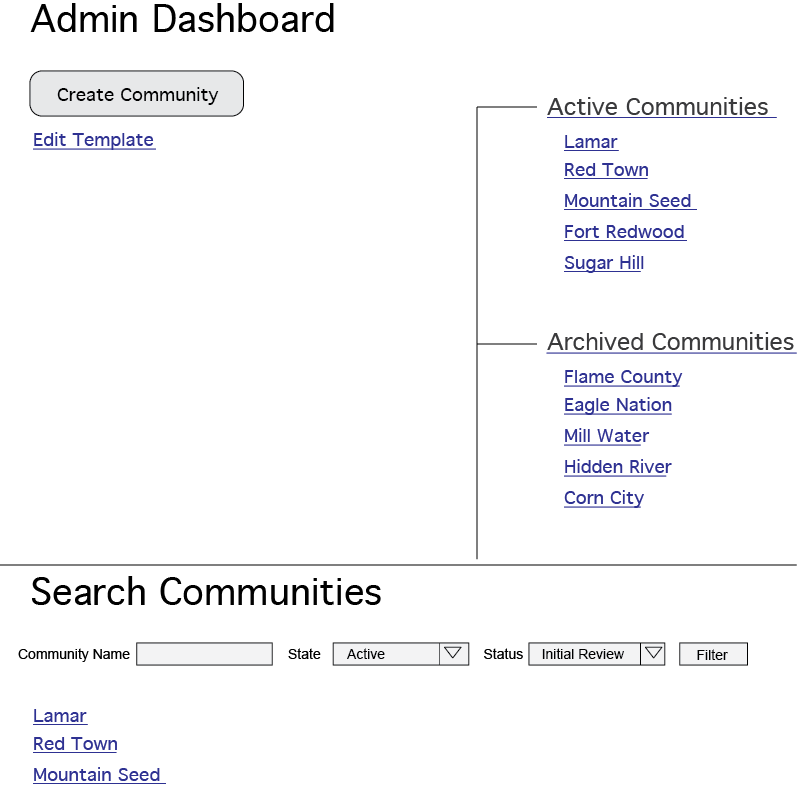 Admin Dashboard
Create Community
Edit Template
Active Communities
Lamar
Red Town
Mountain Seed
Fort Redwood
Sugar Hill
Archived Communities
Flame County
Eagle Nation
Mill Water
Hidden River
Corn City
Search Communities
Community Name State Active Status Initial Review Filter
Lamar
Red Town
Mountain Seed